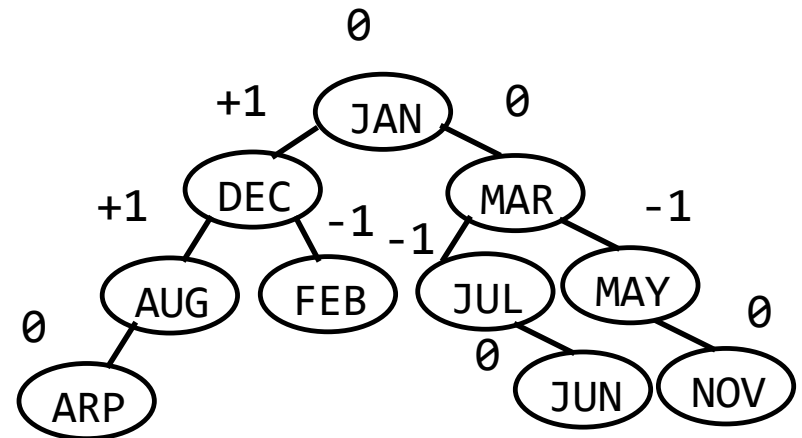 0
+1 JAN 0
+1 DEC -1 -1 MAR -1
0 AUG FEB JUL MAY 0
ARP 0 JUN NOV